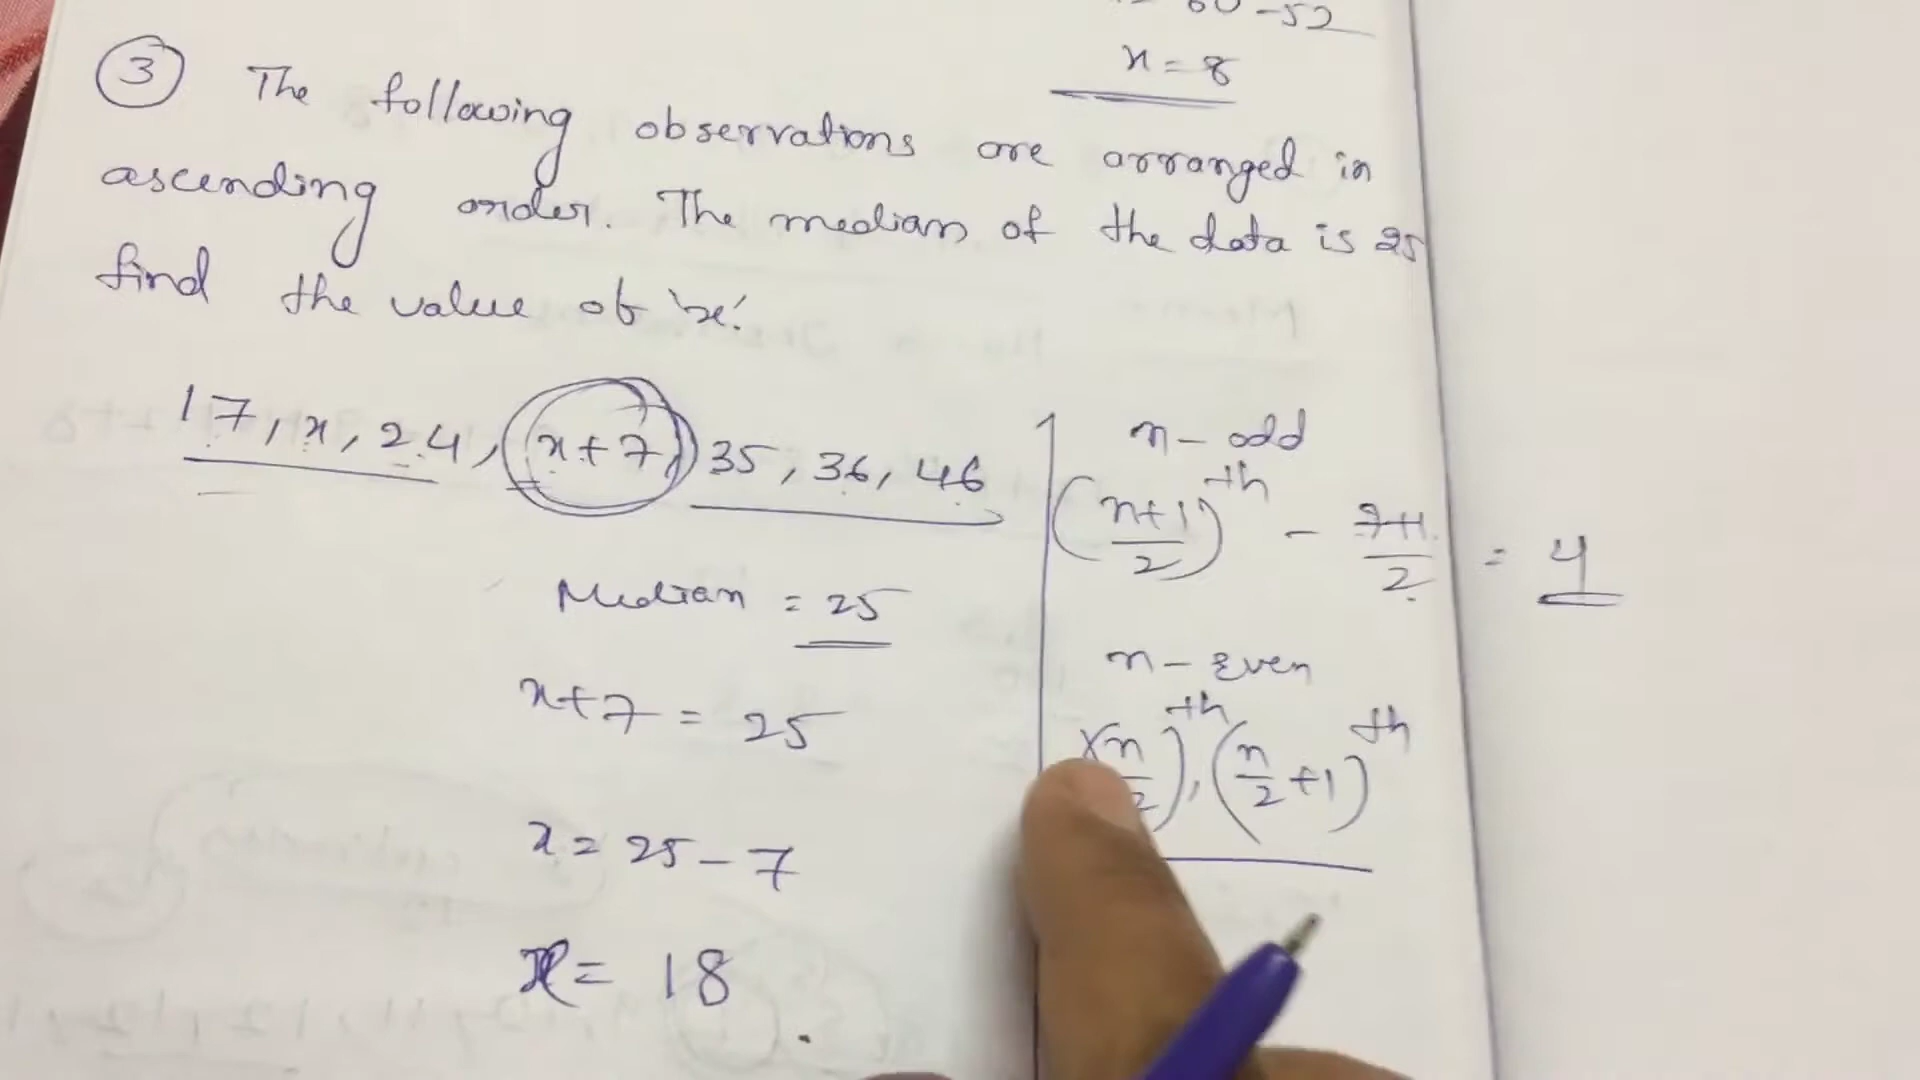 60-52
x = 8
③ The following observations are arranged in
ascending order. The median of the data is 25
find the value of 'x'.
17, x, 24, (x+7), 35, 36, 46
Median = 25
x+7 = 25
x = 25 - 7
x = 18.
n - odd
(n+1/2)th - 7+1/2 = 4
n - Even
(n/2)th, (n/2+1)th